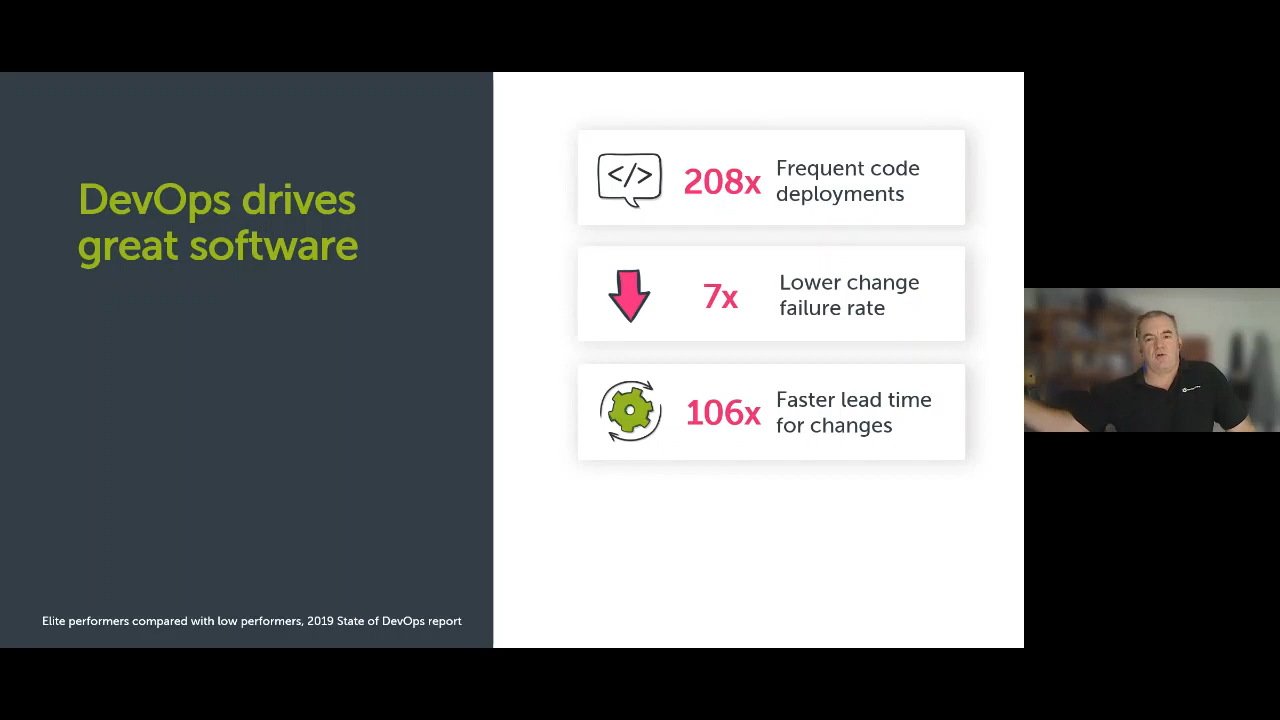 DevOps drives
great software
</>
208x
Frequent code
deployments
7x
Lower change
failure rate
106x
Faster lead time
for changes
Elite performers compared with low performers, 2019 State of DevOps report